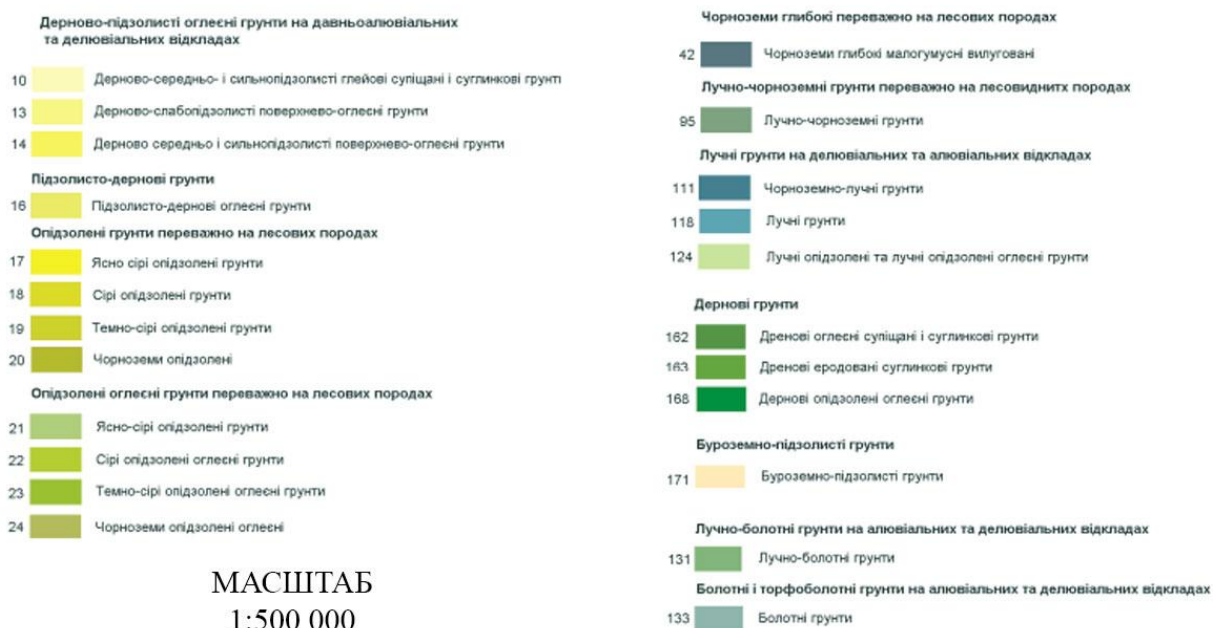 Дерново-підзолисті оглеєні грунти на давньоалювіальних
та делювіальних відкладах
10 Дерново-середньо- і сильнопідзолисті глейові супіщані і суглинкові грунті
13 Дерново-слабопідзолисті поверхнево-оглеєні грунти
14 Дерново середньо і сильнопідзолисті поверхнево-оглеєні грунти
Підзолисто-дернові грунти
16 Підзолисто-дернові оглеєні грунти
Опідзолені грунти переважно на лесових породах
17 Ясно сірі опідзолені грунти
18 Сірі опідзолені грунти
19 Темно-сірі опідзолені грунти
20 Чорноземи опідзолені
Опідзолені оглеєні грунти переважно на лесових породах
21 Ясно-сірі опідзолені грунти
22 Сірі опідзолені оглеєні грунти
23 Темно-сірі опідзолені оглеєні грунти
24 Чорноземи опідзолені оглеєні
МАСШТАБ
1:500 000
Чорноземи глибокі переважно на лесових породах
42 Чорноземи глибокі малогумусні вилуговані
Лучно-чорноземні грунти переважно на лесовиднитх породах
95 Лучно-чорноземні грунти
Лучні грунти на делювіальних та алювіальних відкладах
111 Чорноземно-лучні грунти
118 Лучні грунти
124 Лучні опідзолені та лучні опідзолені оглеєні грунти
Дернові грунти
162 Дренові оглеєні супіщані і суглинкові грунти
163 Дренові еродовані суглинкові грунти
168 Дернові опідзолені оглеєні грунти
Буроземно-підзолисті грунти
171 Буроземно-підзолисті грунти
Лучно-болотні грунти на алювіальних та делювіальних відкладах
131 Лучно-болотні грунти
Болотні і торфоболотні грунти на алювіальних та делювіальних відкладах
133 Болотні грунти